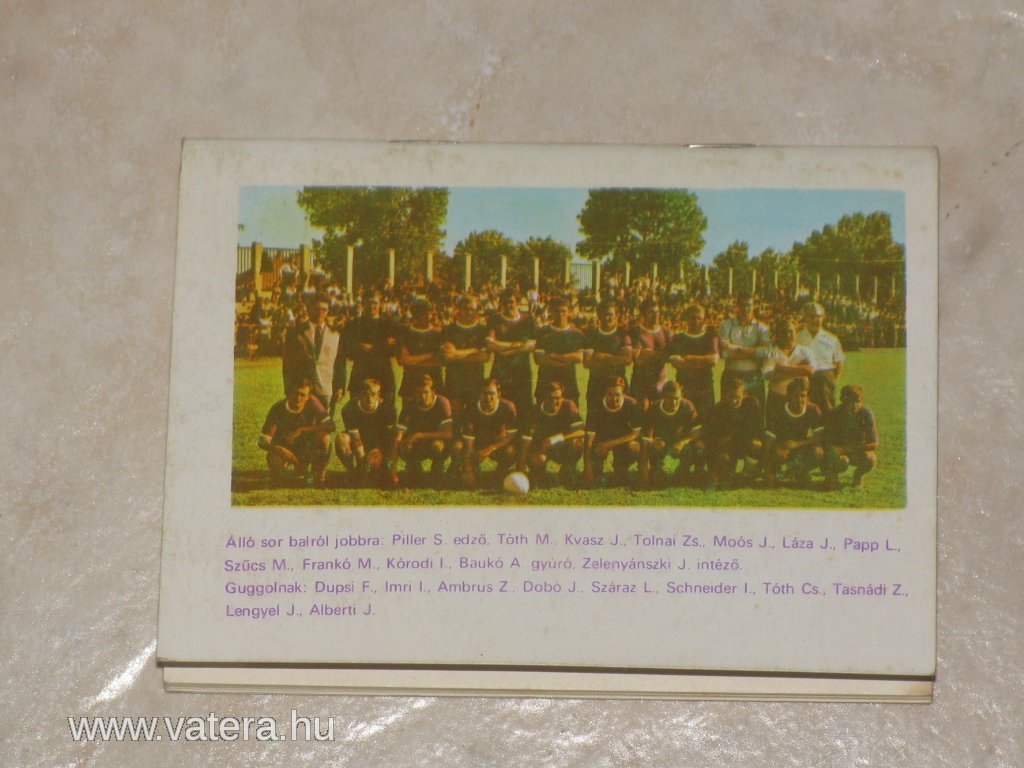 Álló sor balról jobbra: Piller S. edző, Tóth M., Kvasz J., Tolnai Zs., Moós J., Láza J., Papp L.,
Szűcs M., Frankó M., Kórodi I., Baukó A. gyúró, Zelenyánszki J. intéző.
Guggolnak: Dupsi F., Imri I., Ambrus Z., Dobó J., Száraz L., Schneider I., Tóth Cs., Tasnádi Z.,
Lengyel J., Alberti J.
www.vatera.hu